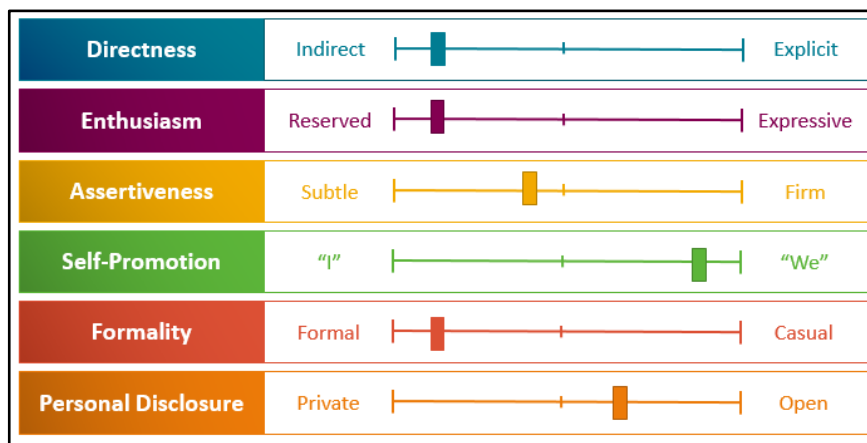 Directness Indirect Explicit
Enthusiasm Reserved Expressive
Assertiveness Subtle Firm
Self-Promotion “I” “We”
Formality Formal Casual
Personal Disclosure Private Open